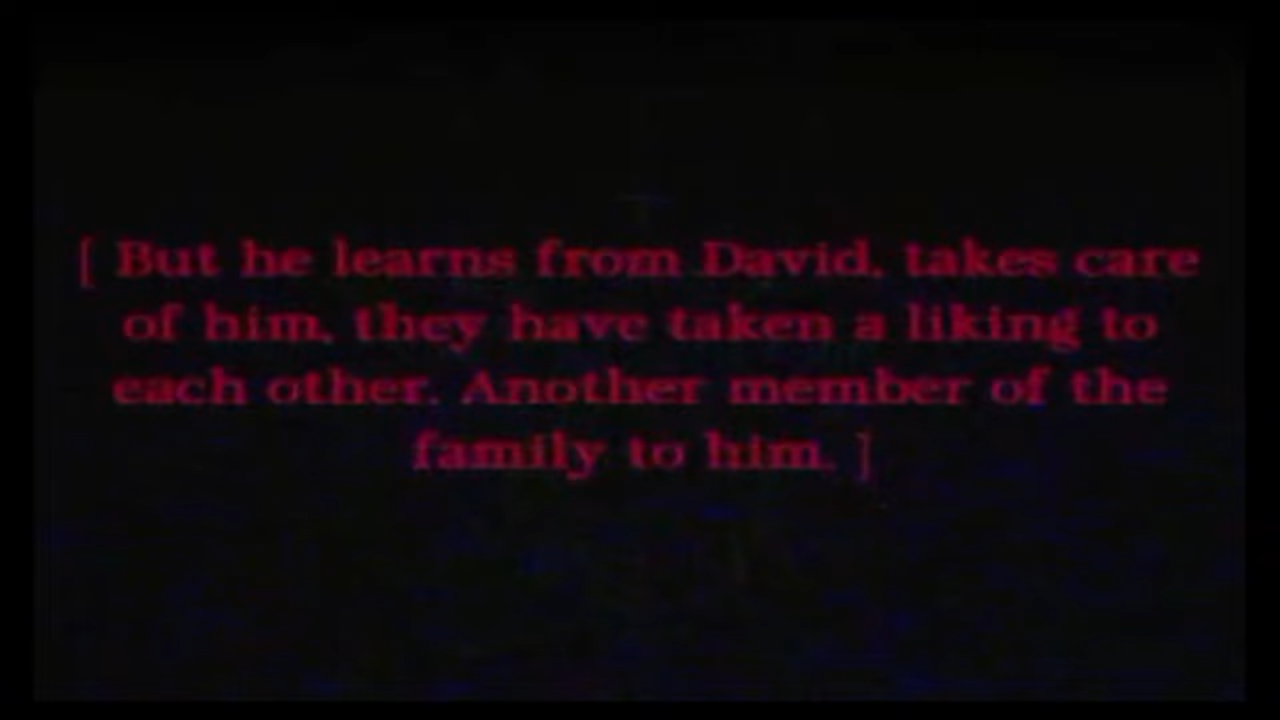 [ But he learns from David, takes care
of him, they have taken a liking to
each other. Another member of the
family to him. ]